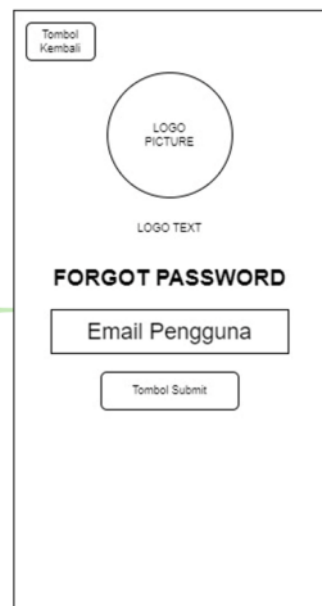 Tombol
Kembali
LOGO
PICTURE
LOGO TEXT
FORGOT PASSWORD
Email Pengguna
Tombol Submit